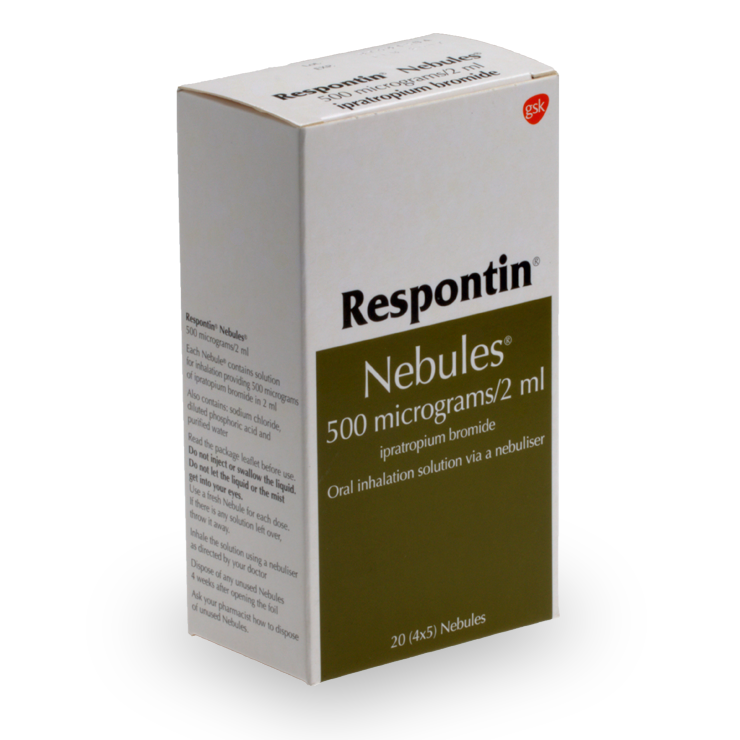 Respontin® Nebules®
500 micrograms/2 ml
ipratropium bromide
gsk
Respontin®
Nebules®
500 micrograms/2 ml
ipratropium bromide
Oral inhalation solution via a nebuliser
20 (4x5) Nebules
Respontin® Nebules®
500 micrograms/2 ml
Each Nebule® contains solution
for inhalation providing 500 micrograms
of ipratropium bromide in 2 ml
Also contains: sodium chloride,
diluted phosphoric acid and
purified water
Read the package leaflet before use.
Do not inject or swallow the liquid.
Do not let the liquid or the mist
get into your eyes.
Use a fresh Nebule for each dose.
If there is any solution left over,
throw it away.
Inhale the solution using a nebuliser
as directed by your doctor
Dispose of any unused Nebules
4 weeks after opening the foil
Ask your pharmacist how to dispose
of unused Nebules.